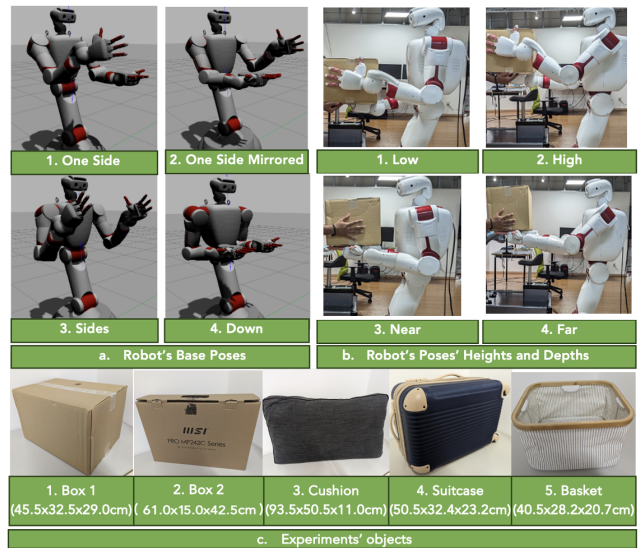 1. One Side
2. One Side Mirrored
1. Low
2. High
3. Sides
4. Down
3. Near
4. Far
a. Robot's Base Poses
b. Robot's Poses' Heights and Depths
msi
PRO MP242C Series
1. Box 1
(45.5x32.5x29.0cm)
2. Box 2
( 61.0x15.0x42.5cm )
3. Cushion
(93.5x50.5x11.0cm)
4. Suitcase
(50.5x32.4x23.2cm)
5. Basket
(40.5x28.2x20.7cm)
c. Experiments' objects